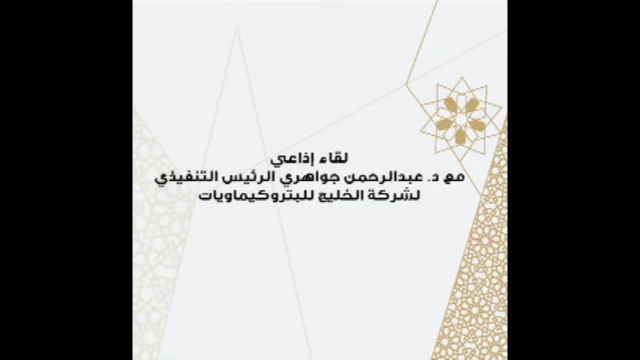 لقاء إذاعي
مع د. عبدالرحمن جواهري الرئيس التنفيذي
لشركة الخليج للبتروكيماويات